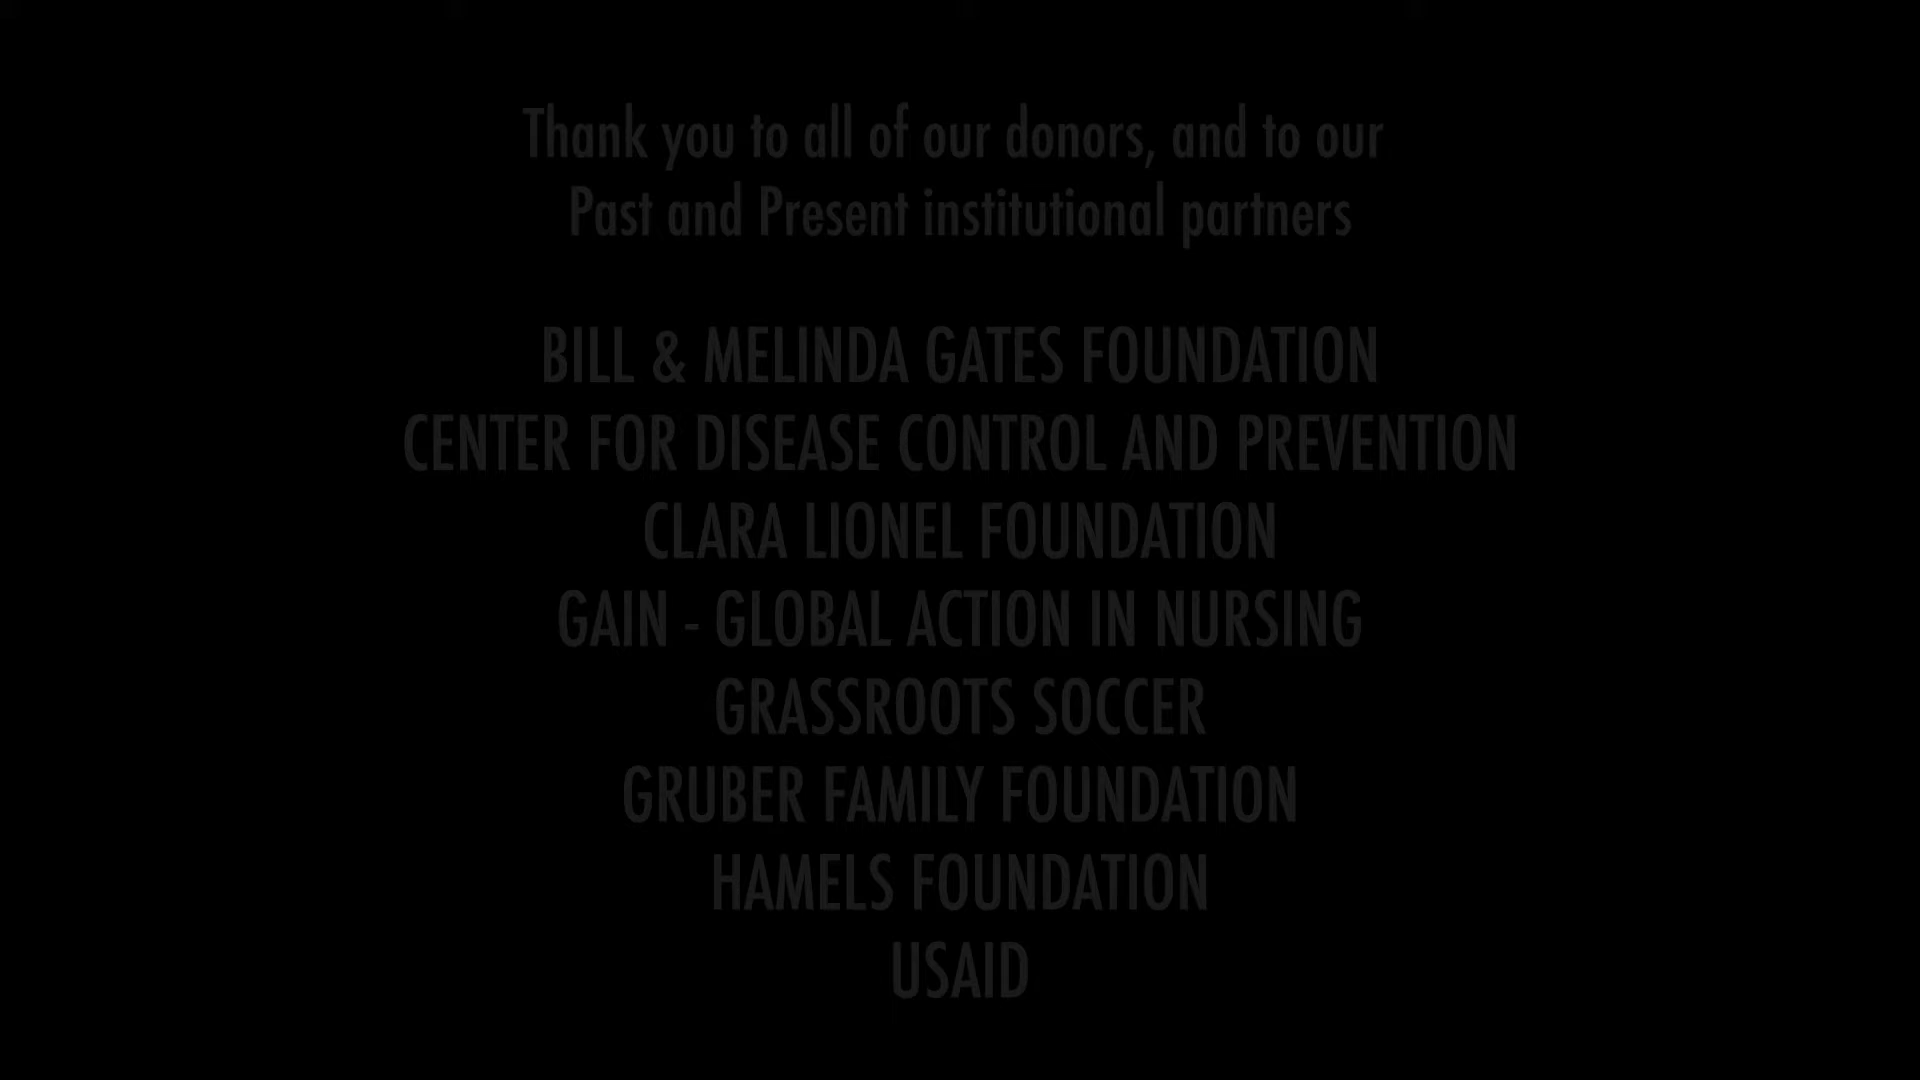 Thank you to all of our donors, and to our
Past and Present institutional partners
BILL & MELINDA GATES FOUNDATION
CENTER FOR DISEASE CONTROL AND PREVENTION
CLARA LIONEL FOUNDATION
GAIN - GLOBAL ACTION IN NURSING
GRASSROOTS SOCCER
GRUBER FAMILY FOUNDATION
HAMELS FOUNDATION
USAID